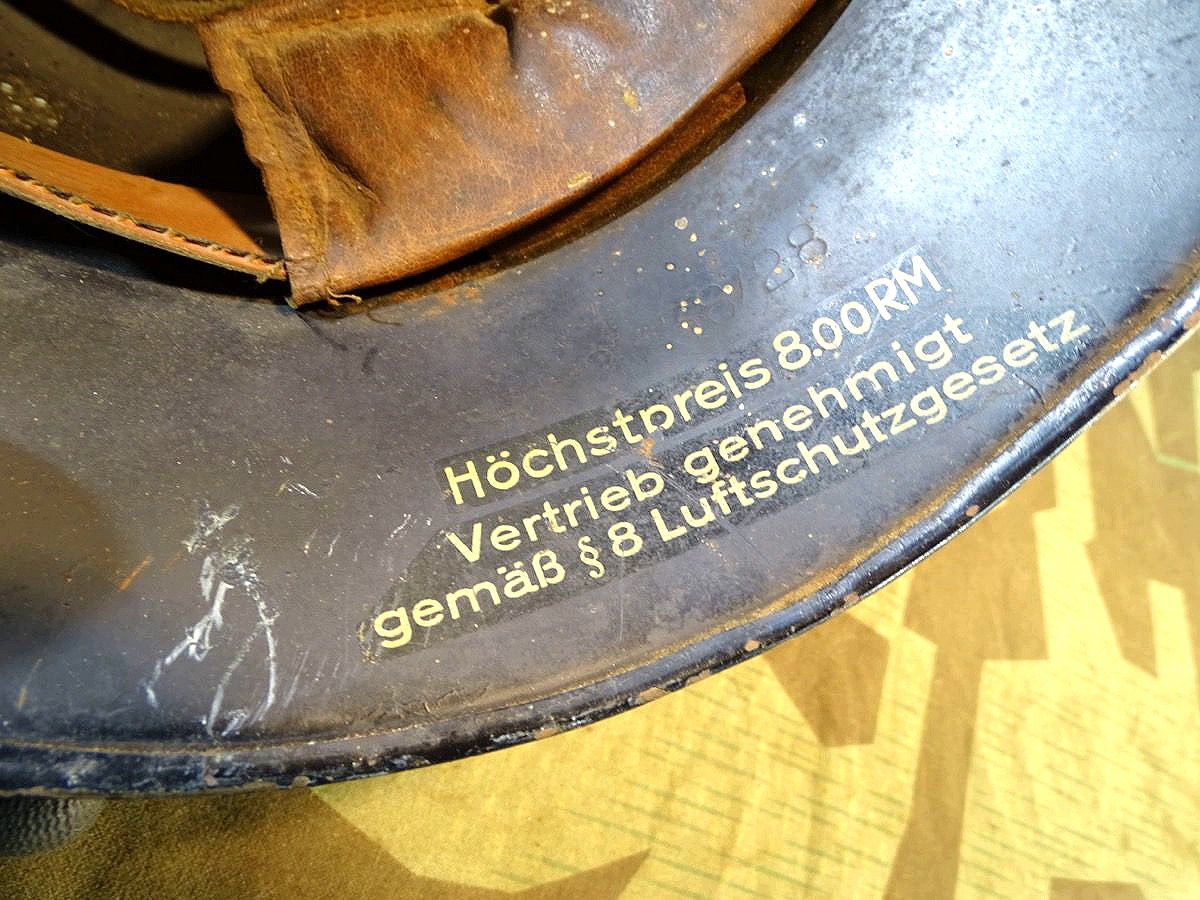 Höchstpreis 8.00 RM
Vertrieb genehmigt
gemäß § 8 Luftschutzgesetz